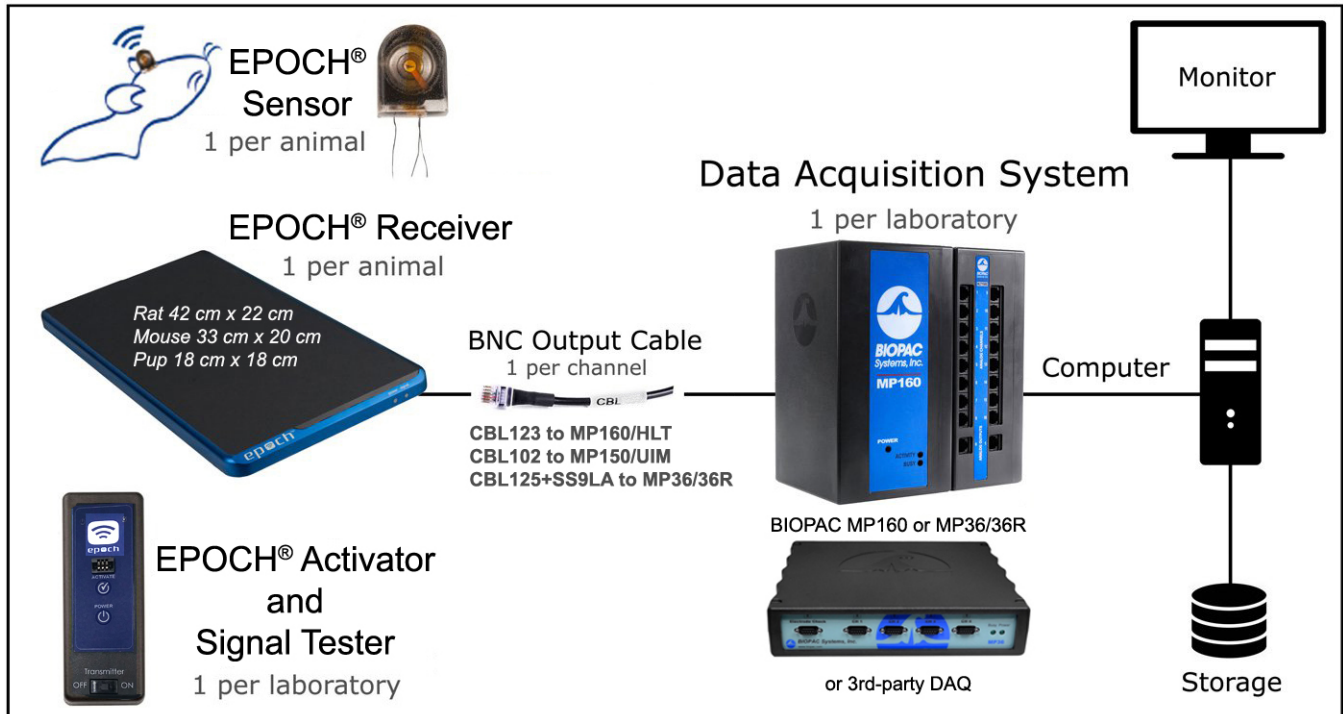 EPOCH®
Sensor
1 per animal
EPOCH® Receiver
1 per animal
Rat 42 cm x 22 cm
Mouse 33 cm x 20 cm
Pup 18 cm x 18 cm
epoch
BNC Output Cable
1 per channel
CBL
CBL123 to MP160/HLT
CBL102 to MP150/UIM
CBL125+SS9LA to MP36/36R
epoch
ACTIVATE
POWER
Transmitter
OFF ON
EPOCH® Activator
and
Signal Tester
1 per laboratory
Data Acquisition System
1 per laboratory
BIOPAC
Systems, Inc.
MP160
POWER
ACTIVITY
BUSY
BIOPAC MP160 or MP36/36R
BIOPAC Systems, Inc.
MP36
or 3rd-party DAQ
Monitor
Computer
Storage